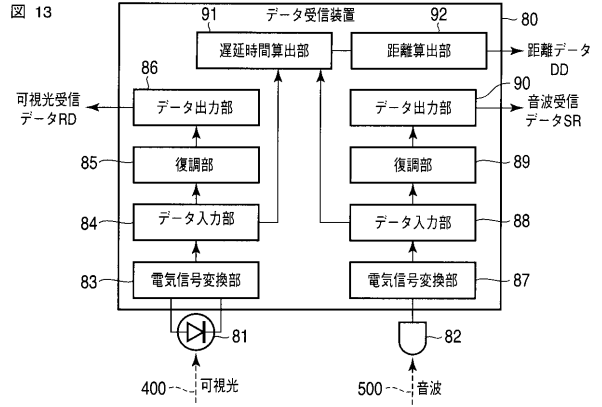 図 13
データ受信装置
80
91
92
遅延時間算出部
距離算出部
距離データ
DD
86
90
可視光受信
データRD
データ出力部
データ出力部
音波受信
データSR
85
復調部
復調部
89
84
データ入力部
データ入力部
88
83
電気信号変換部
電気信号変換部
87
81
82
400
可視光
500
音波